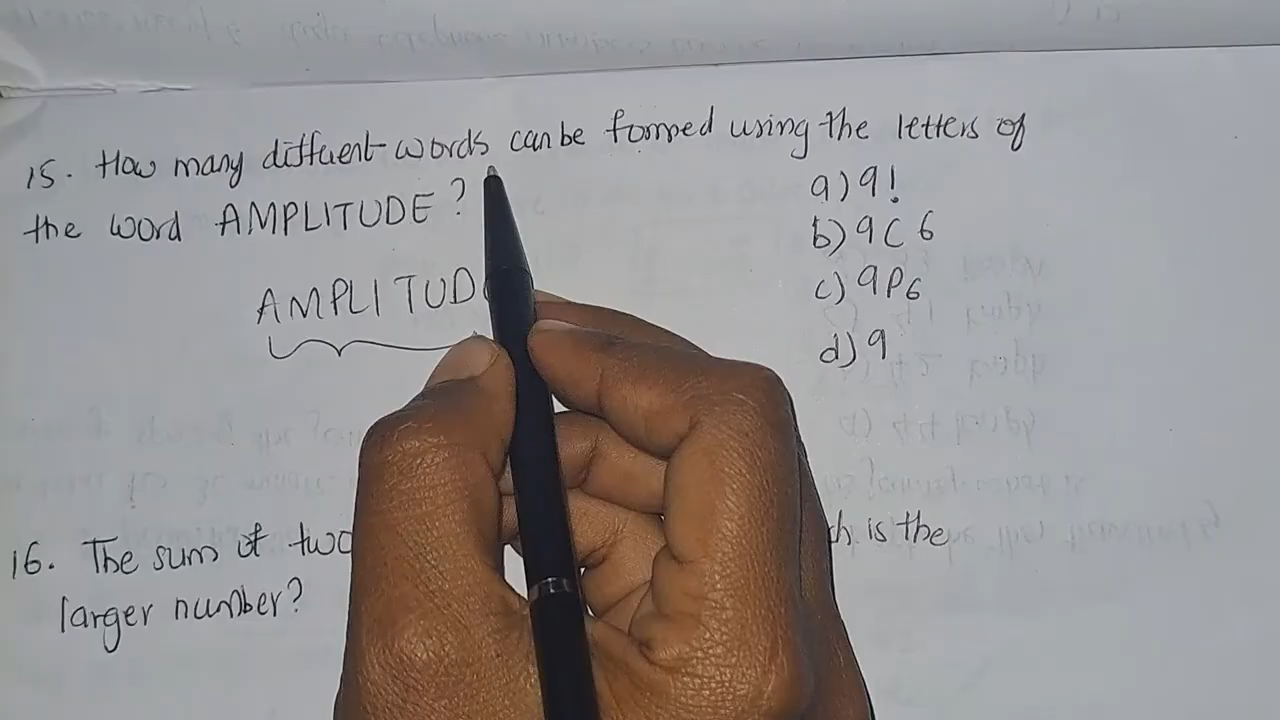 15. How many different words can be formed using the letters of
the word AMPLITUDE?
a) 9!
b) 9C6
c) 9P6
d) 9
AMPLITUD
16. The sum of two is the
larger number?